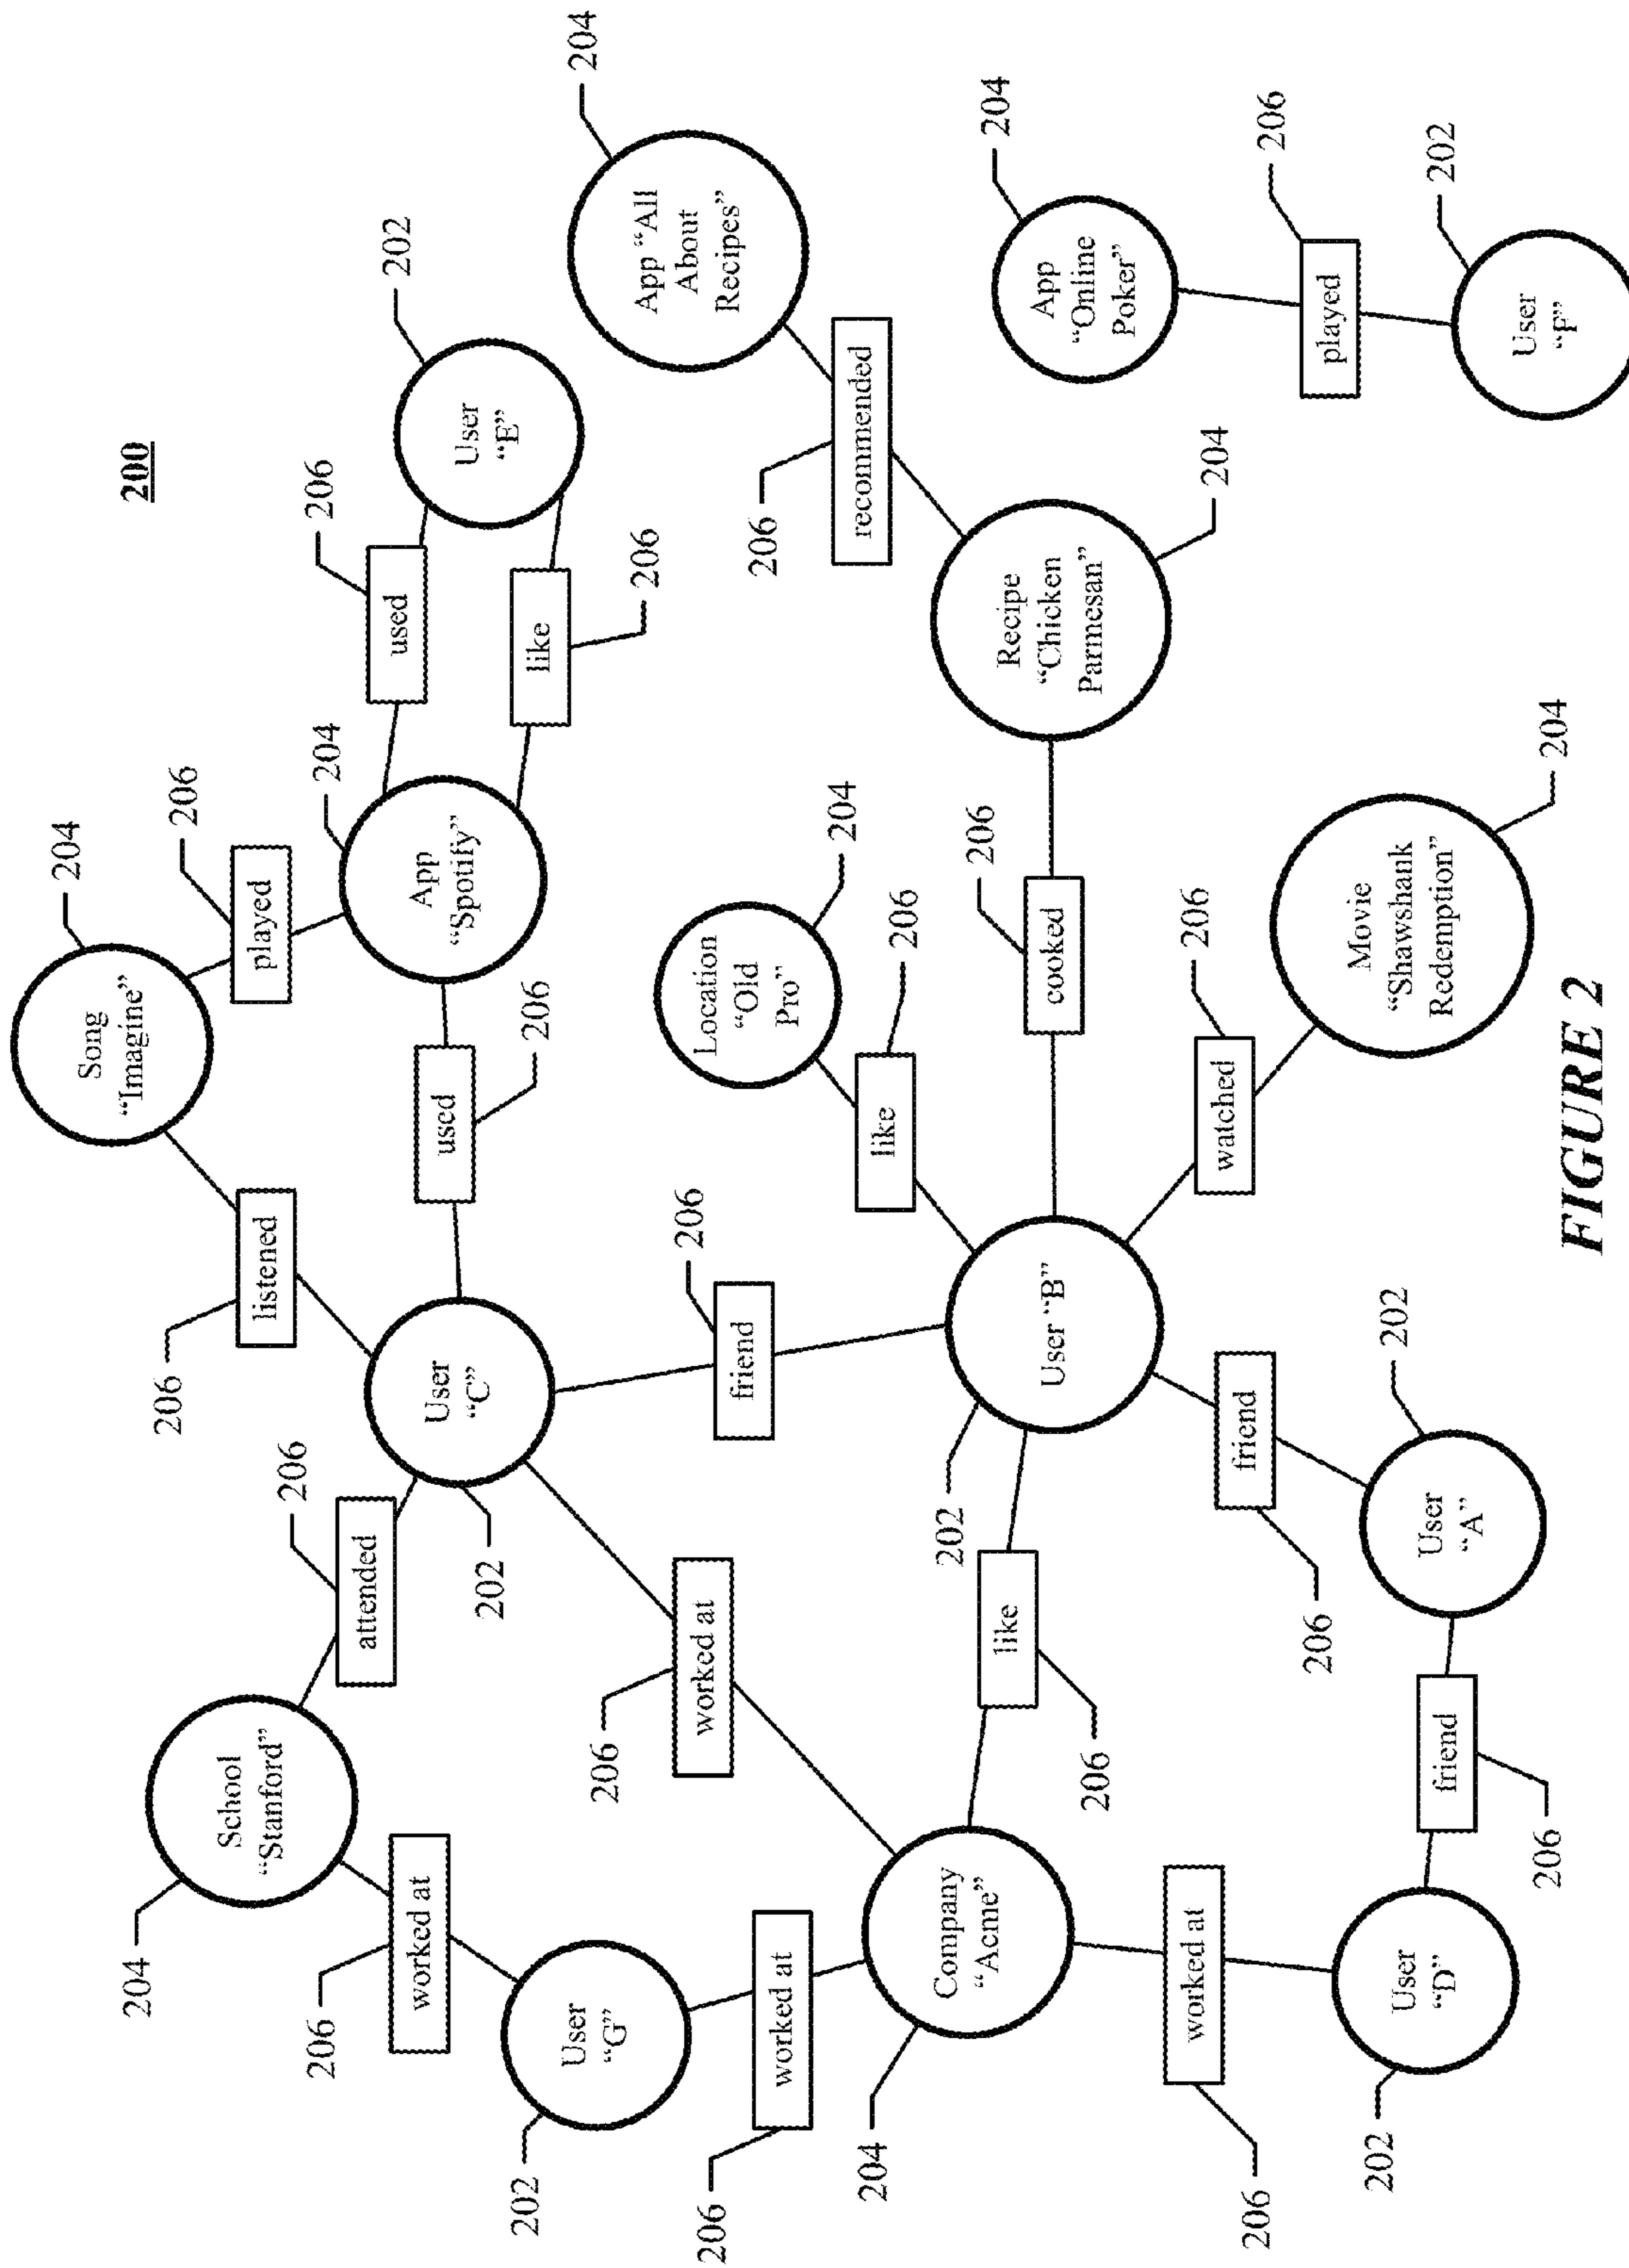 204
Song
“Imagine”
204
200
206
206
School
“Stanford”
played
listened
206
206
206
204
attended
202
used
worked at
App
“Spotify”
User
“C”
used
User
“E”
202
202
206
like
204
User
“G”
206
206
App “All
About
Recipes”
206
worked at
206
Location
“Old
Pro”
friend
206
worked at
204
recommended
204
like
206
Company
“Acme”
202
206
204
like
Recipe
“Chicken
Parmesan”
User “B”
cooked
App
“Online
Poker”
206
worked at
206
204
watched
friend
206
206
206
played
Movie
“Shawshank
Redemption”
202
202
User
“D”
User
“A”
friend
202
User
“F”
206
204
FIGURE 2